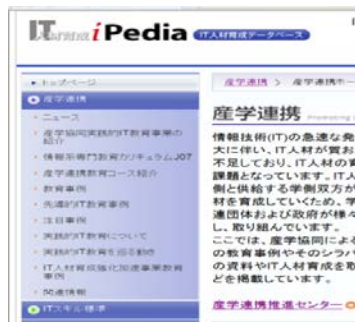 IT人材育成iPedia IT人材育成データベース
トップページ
産学連携
ニュース
産学協同実践的IT教育事業の
紹介
情報系専門教育カリキュラムJ07
産学連携教育コース紹介
教育事例
先導的IT教育事例
注目事例
実践的IT教育について
実践的IT教育を巡る動き
IT人材育成強化加速事業教育
事例
関連情報
ITスキル標準
産学連携 > 産学連携ホー
産学連携 Promoting
情報技術(IT)の急速な発
大に伴い、IT人材が質お
不足しており、IT人材の育
課題となっています。IT人
側と供給する学側双方が
材を育成していくため、学
連団体および政府が様々
し、取り組んでいます。
ここでは、産学協同による
の教育事例やそのシラバ
の資料やIT人材育成を取
どを掲載しています。
産学連携推進センター